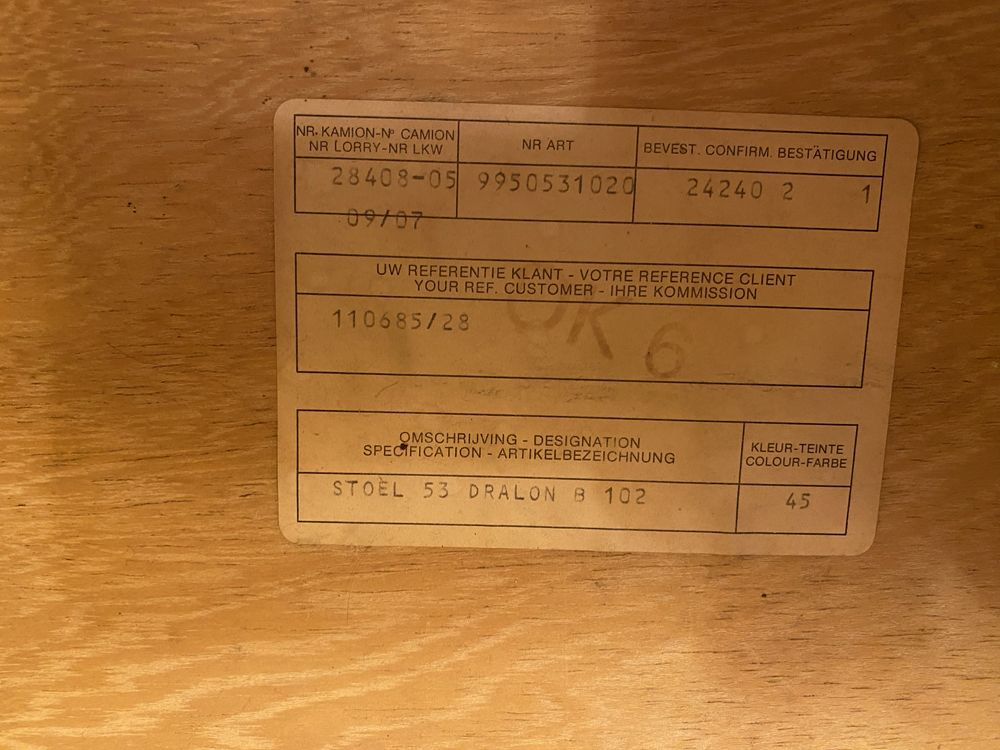 NR. KAMION-Nº CAMION
NR LORRY-NR LKW
NR ART
BEVEST. CONFIRM. BESTÄTIGUNG
28408-05 9950531020 24240 2 1
09/07
UW REFERENTIE KLANT - VOTRE REFERENCE CLIENT
YOUR REF. CUSTOMER - IHRE KOMMISSION
110685/28
OK 6
OMSCHRIJVING - DESIGNATION
SPECIFICATION - ARTIKELBEZEICHNUNG
KLEUR-TEINTE
COLOUR-FARBE
STOEL 53 DRALON B 102 45